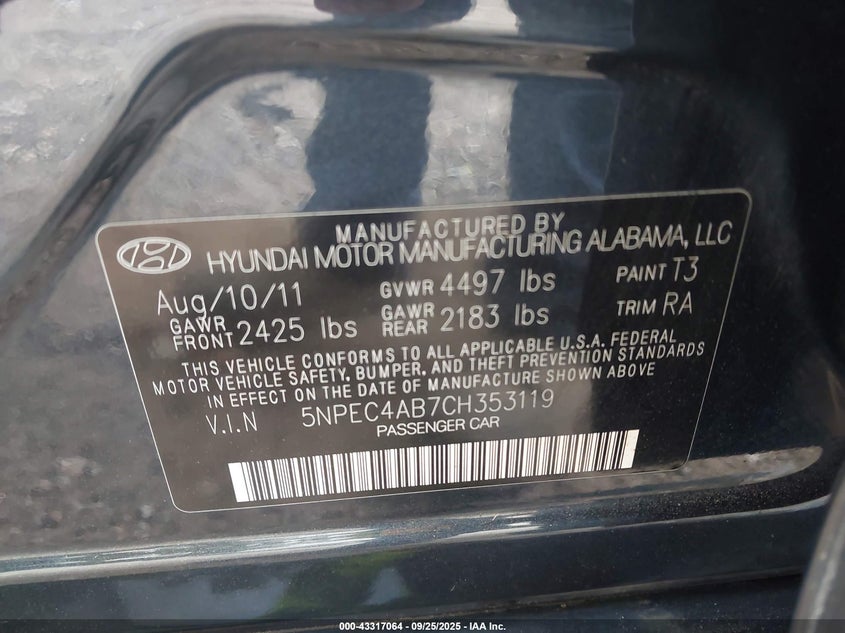 MANUFACTURED BY
HYUNDAI MOTOR MANUFACTURING ALABAMA, LLC
Aug/10/11 GVWR 4497 lbs PAINT T3
GAWR FRONT 2425 lbs GAWR REAR 2183 lbs TRIM RA
THIS VEHICLE CONFORMS TO ALL APPLICABLE U.S.A. FEDERAL
MOTOR VEHICLE SAFETY, BUMPER, AND THEFT PREVENTION STANDARDS
IN EFFECT ON THE DATE OF MANUFACTURE SHOWN ABOVE
V.I.N 5NPEC4AB7CH353119
PASSENGER CAR
000-43317064 - 09/25/2025 - IAA Inc.